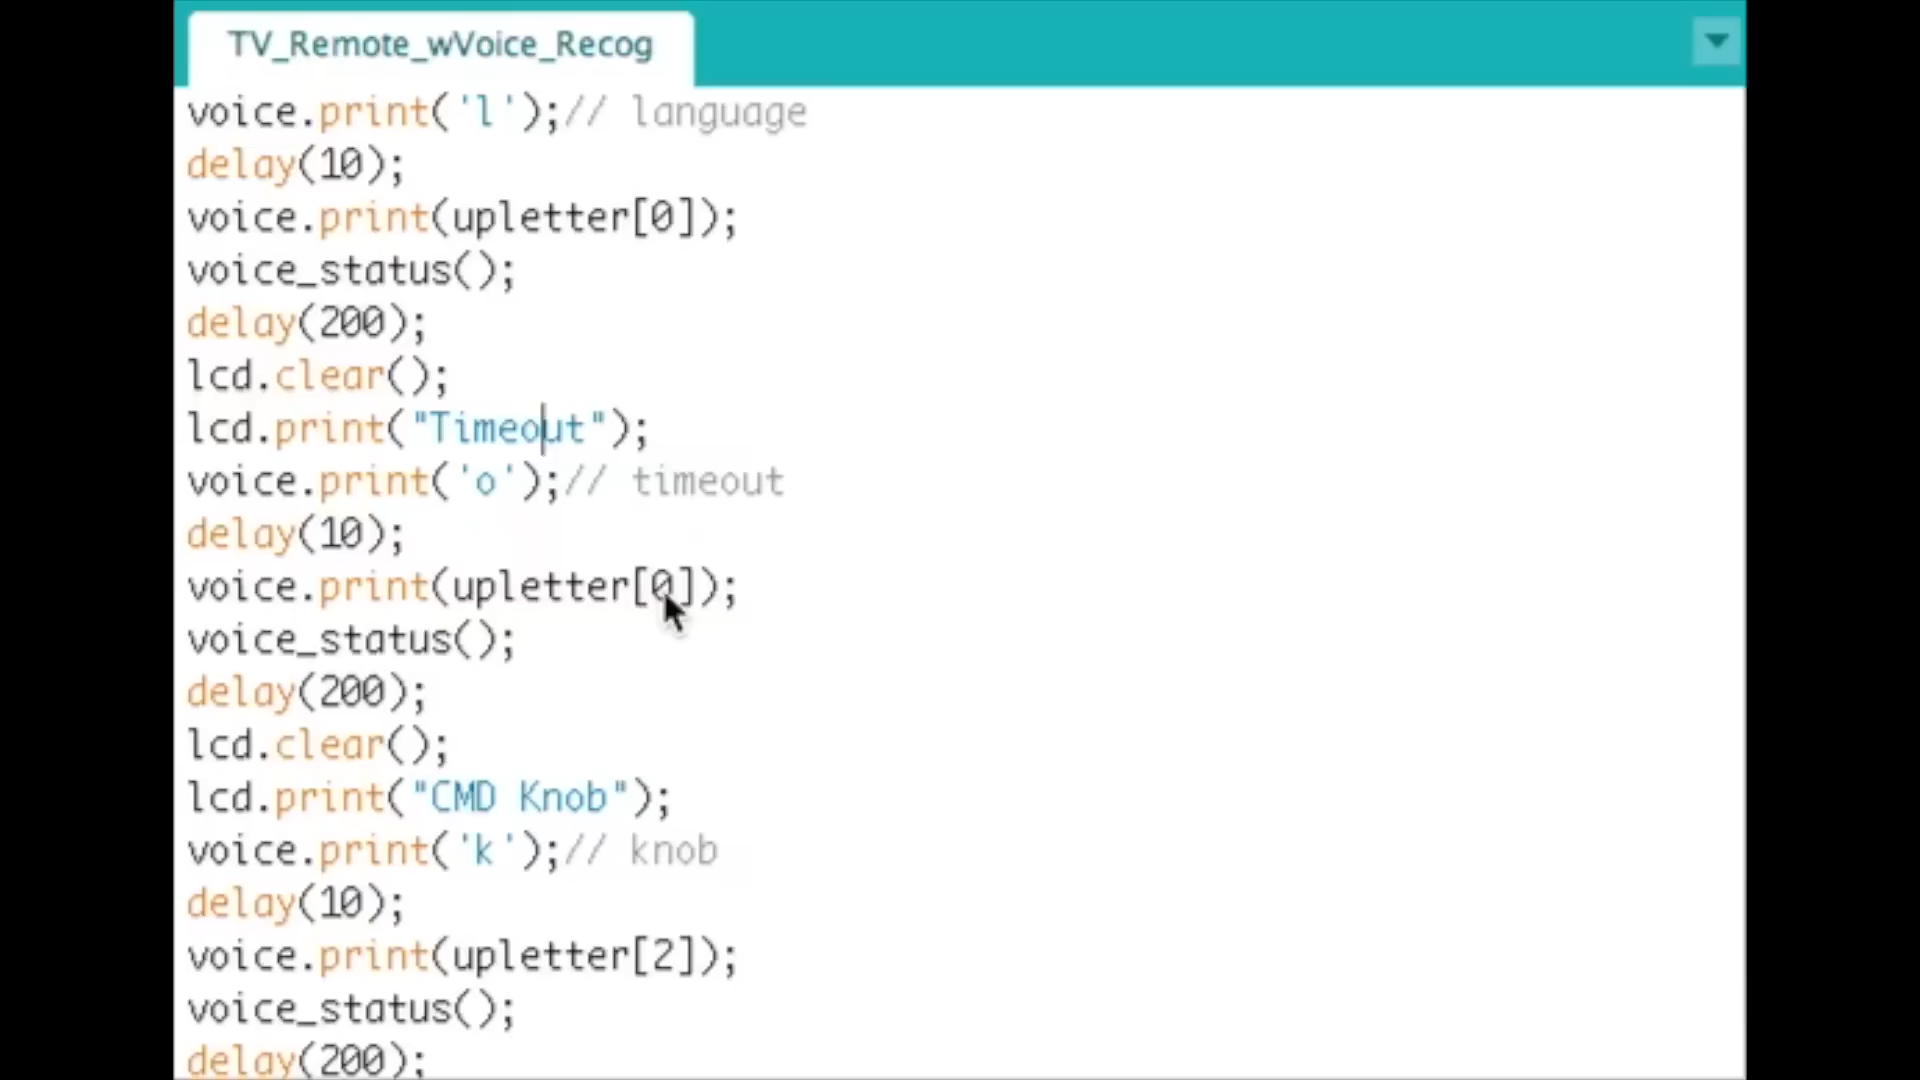 TV_Remote_wVoice_Recog
voice.print('l');// language
delay(10);
voice.print(upletter[0]);
voice_status();
delay(200);
lcd.clear();
lcd.print("Timeout");
voice.print('o');// timeout
delay(10);
voice.print(upletter[0]);
voice_status();
delay(200);
lcd.clear();
lcd.print("CMD Knob");
voice.print('k');// knob
delay(10);
voice.print(upletter[2]);
voice_status();
delay(200);